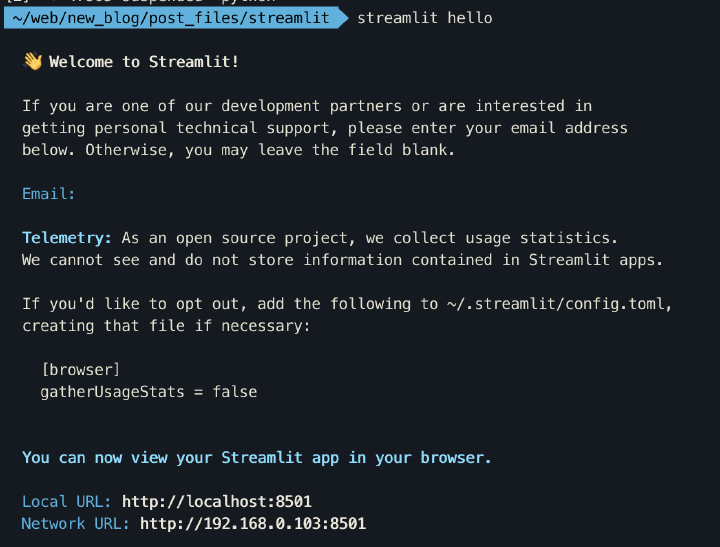 ~/web/new_blog/post_files/streamlit streamlit hello
👋 Welcome to Streamlit!
If you are one of our development partners or are interested in
getting personal technical support, please enter your email address
below. Otherwise, you may leave the field blank.
Email:
Telemetry: As an open source project, we collect usage statistics.
We cannot see and do not store information contained in Streamlit apps.
If you'd like to opt out, add the following to ~/.streamlit/config.toml,
creating that file if necessary:
[browser]
gatherUsageStats = false
You can now view your Streamlit app in your browser.
Local URL: http://localhost:8501
Network URL: http://192.168.0.103:8501